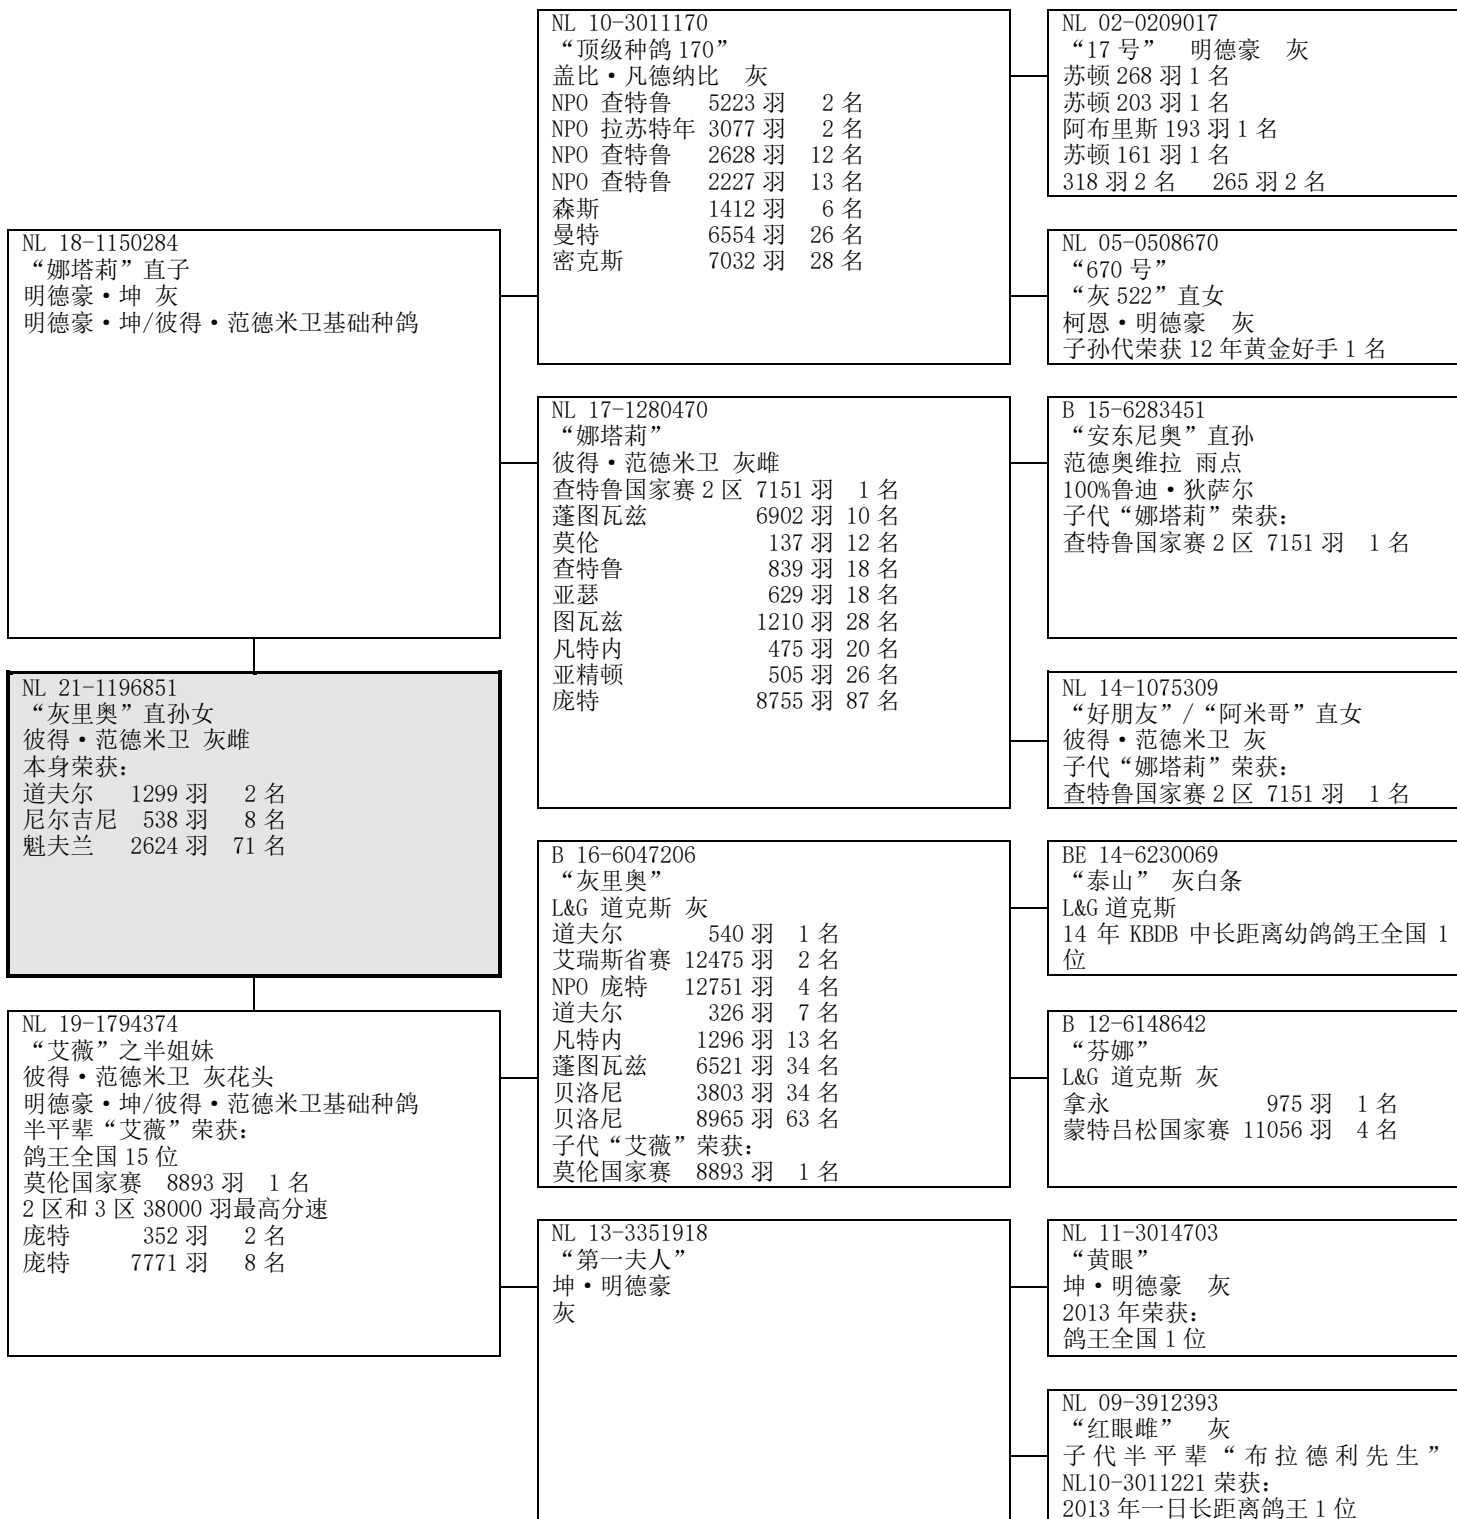 NL 18-1150284
“娜塔莉”直子
明德豪·坤 灰
明德豪·坤/彼得·范德米卫基础种鸽
NL 21-1196851
“灰里奥”直孙女
彼得·范德米卫 灰雌
本身荣获:
道夫尔 1299 羽 2 名
尼尔吉尼 538 羽 8 名
魁夫兰 2624 羽 71 名
NL 19-1794374
“艾薇”之半姐妹
彼得·范德米卫 灰花头
明德豪·坤/彼得·范德米卫基础种鸽
半平辈“艾薇”荣获:
鸽王全国 15 位
莫伦国家赛 8893 羽 1 名
2 区和 3 区 38000 羽最高分速
庞特 352 羽 2 名
庞特 7771 羽 8 名
NL 10-3011170
“顶级种鸽 170”
盖比·凡德纳比 灰
NPO 查特鲁 5223 羽 2 名
NPO 拉苏特年 3077 羽 2 名
NPO 查特鲁 2628 羽 12 名
NPO 查特鲁 2227 羽 13 名
森斯 1412 羽 6 名
曼特 6554 羽 26 名
密克斯 7032 羽 28 名
NL 17-1280470
“娜塔莉”
彼得·范德米卫 灰雌
查特鲁国家赛 2 区 7151 羽 1 名
蓬图瓦兹 6902 羽 10 名
莫伦 137 羽 12 名
查特鲁 839 羽 18 名
亚瑟 629 羽 18 名
图瓦兹 1210 羽 28 名
凡特内 475 羽 20 名
亚精顿 505 羽 26 名
庞特 8755 羽 87 名
B 16-6047206
“灰里奥”
L&G 道克斯 灰
道夫尔 540 羽 1 名
艾瑞斯省赛 12475 羽 2 名
NPO 庞特 12751 羽 4 名
道夫尔 326 羽 7 名
凡特内 1296 羽 13 名
蓬图瓦兹 6521 羽 34 名
贝洛尼 3803 羽 34 名
贝洛尼 8965 羽 63 名
子代“艾薇”荣获:
莫伦国家赛 8893 羽 1 名
NL 13-3351918
“第一夫人”
坤·明德豪
灰
NL 02-0209017
“17 号” 明德豪 灰
苏顿 268 羽 1 名
苏顿 203 羽 1 名
阿布里斯 193 羽 1 名
苏顿 161 羽 1 名
318 羽 2 名 265 羽 2 名
NL 05-0508670
“670 号”
“灰 522”直女
柯恩·明德豪 灰
子孙代荣获 12 年黄金好手 1 名
B 15-6283451
“安东尼奥”直孙
范德奥维拉 雨点
100%鲁迪·狄萨尔
子代“娜塔莉”荣获:
查特鲁国家赛 2 区 7151 羽 1 名
NL 14-1075309
“好朋友”/“阿米哥”直女
彼得·范德米卫 灰
子代“娜塔莉”荣获:
查特鲁国家赛 2 区 7151 羽 1 名
BE 14-6230069
“泰山” 灰白条
L&G 道克斯
14 年 KBDB 中长距离幼鸽鸽王全国 1
位
B 12-6148642
“芬娜”
L&G 道克斯 灰
拿永 975 羽 1 名
蒙特吕松国家赛 11056 羽 4 名
NL 11-3014703
“黄眼”
坤·明德豪 灰
2013 年荣获:
鸽王全国 1 位
NL 09-3912393
“红眼雌” 灰
子代半平辈“布拉德利先生”
NL10-3011221 荣获:
2013 年一日长距离鸽王 1 位